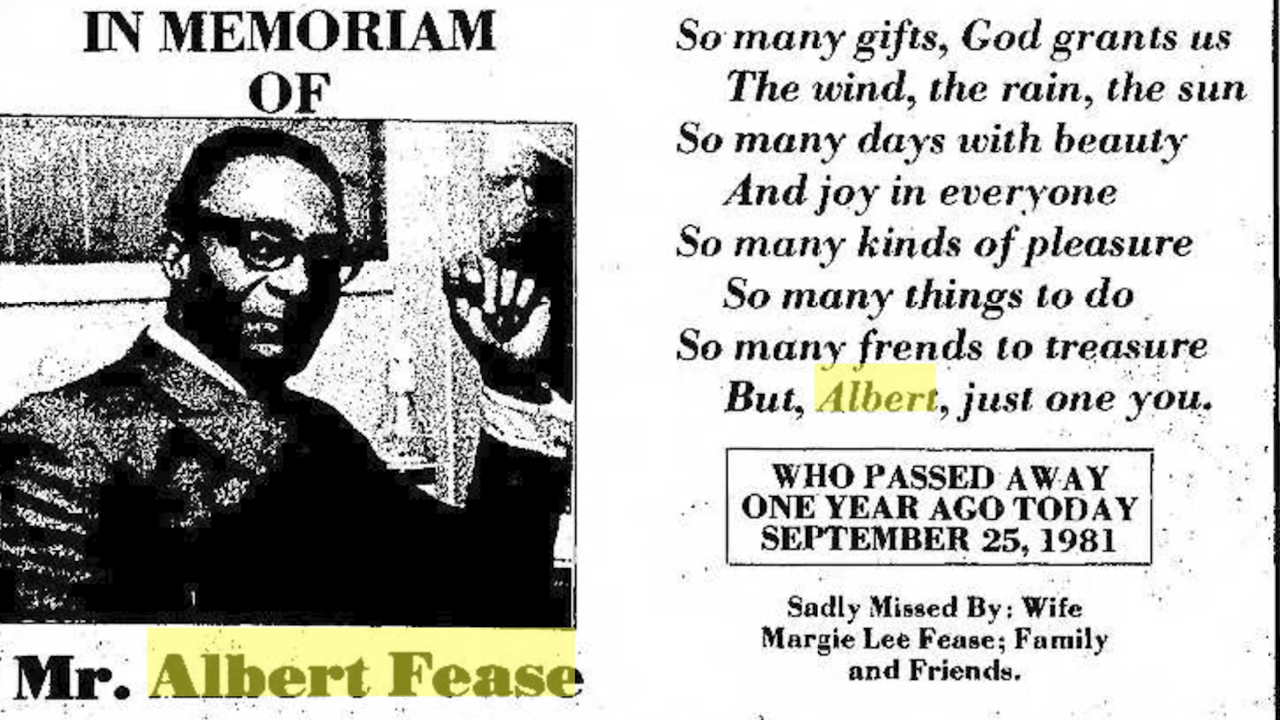 IN MEMORIAM
OF
Mr. Albert Fease
So many gifts, God grants us
The wind, the rain, the sun
So many days with beauty
And joy in everyone
So many kinds of pleasure
So many things to do
So many frends to treasure
But, Albert, just one you.
WHO PASSED AWAY
ONE YEAR AGO TODAY
SEPTEMBER 25, 1981
Sadly Missed By: Wife
Margie Lee Fease; Family
and Friends.